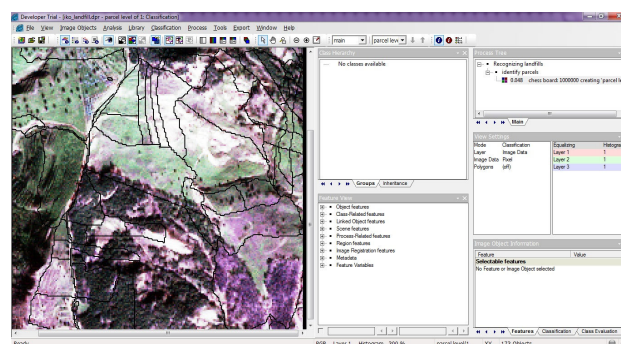 Developer Trial - [ko_landfill.dpr - parcel level of 1: Classification]
File View Image Objects Analysis Library Classification Process Tools Export Window Help
main parcel lew
Class Hierarchy
No classes available
Groups Inheritance
Feature View
Object features
Class-Related features
Linked Object features
Scene features
Process-Related features
Region features
Image Registration features
Metadata
Feature Variables
Process Tree
Recognizing landfills
identify parcels
0.048 chess board: 1000000 creating 'parcel le
Main
View Settings
Mode Classification Equalizing Histogra
Layer Image Data Layer 1 1
Image Data Pixel Layer 2 1
Polygons (off) Layer 3 1
Image Object Information
Feature Value
Selectable features
No Feature or Image Object selected
Features Classification Class Evaluation
Ready RGB Layer 1 Histogram 200 % parcel level/1 XY 173 Objects